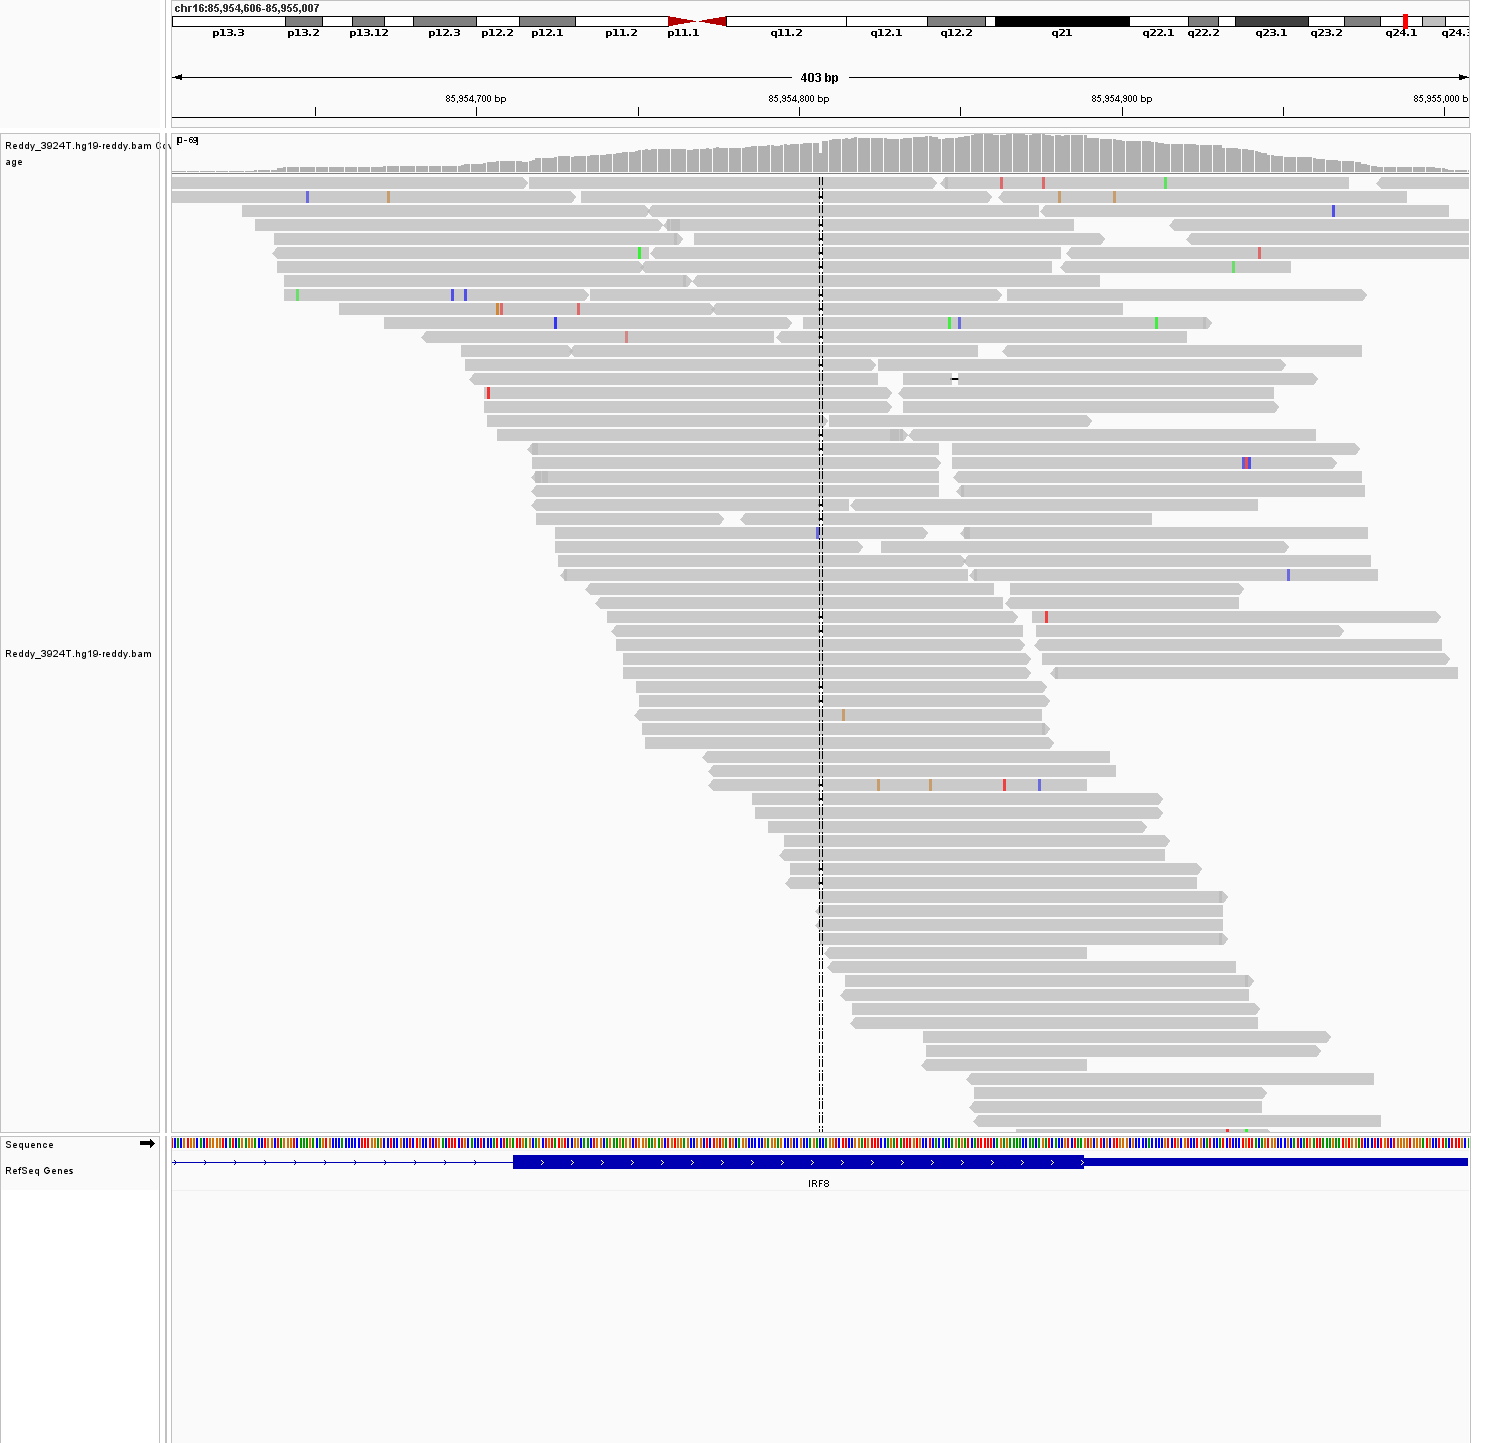 chr16:85,954,606-85,955,007
p13.3 p13.2 p13.12 p12.3 p12.2 p12.1 p11.2 p11.1 q11.2 q12.1 q12.2 q21 q22.1 q22.2 q23.1 q23.2 q24.1 q24.3
403 bp
85,954,700 bp 85,954,800 bp 85,954,900 bp 85,955,000 b
Reddy_3924T.hg19-reddy.bam Cov
age
[0 - 69]
Reddy_3924T.hg19-reddy.bam
Sequence
RefSeq Genes
IRF8